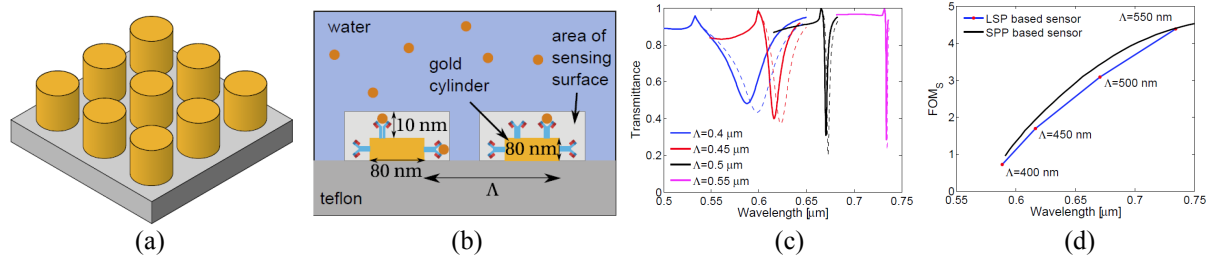 water
area of
sensing
surface
gold
cylinder
10 nm
80 nm
80 nm
Λ
teflon
(a)
(b)
Transmittance
1
0.8
0.6
0.4
0.2
0
Λ=0.4 μm
Λ=0.45 μm
Λ=0.5 μm
Λ=0.55 μm
0.5 0.55 0.6 0.65 0.7 0.75
Wavelength [μm]
(c)
FOM_S
5
4
3
2
1
0
LSP based sensor
SPP based sensor
Λ=550 nm
Λ=500 nm
Λ=450 nm
Λ=400 nm
0.55 0.6 0.65 0.7 0.75
Wavelength [μm]
(d)